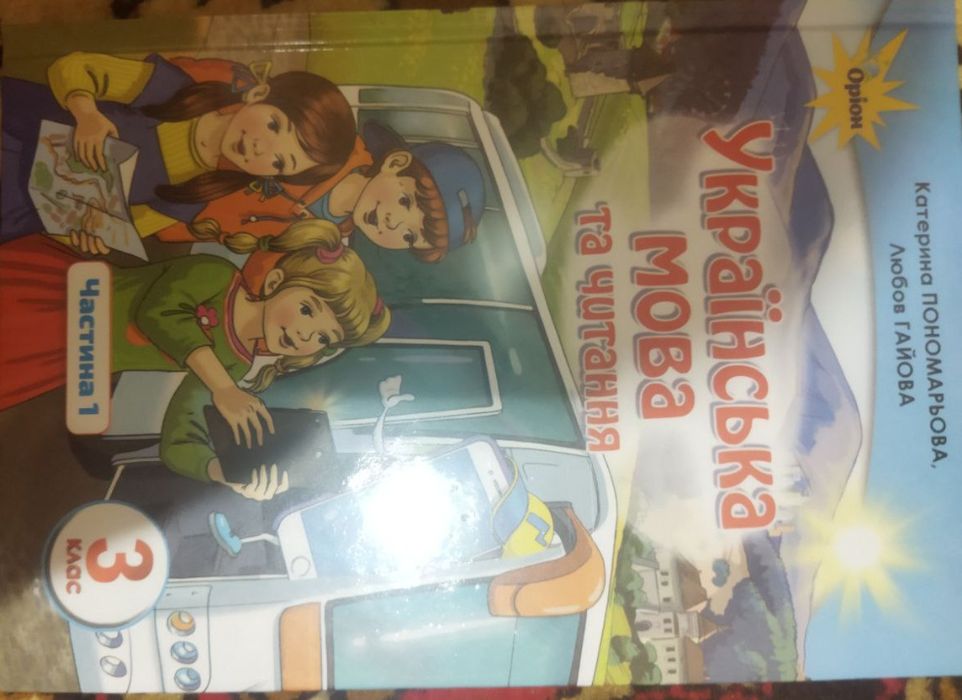 Катерина ПОНОМАРЬОВА,
Любов ГАЙОВА
Оріон
УКРАЇНСЬКА
МОВА
та читання
Частина 1
3
клас